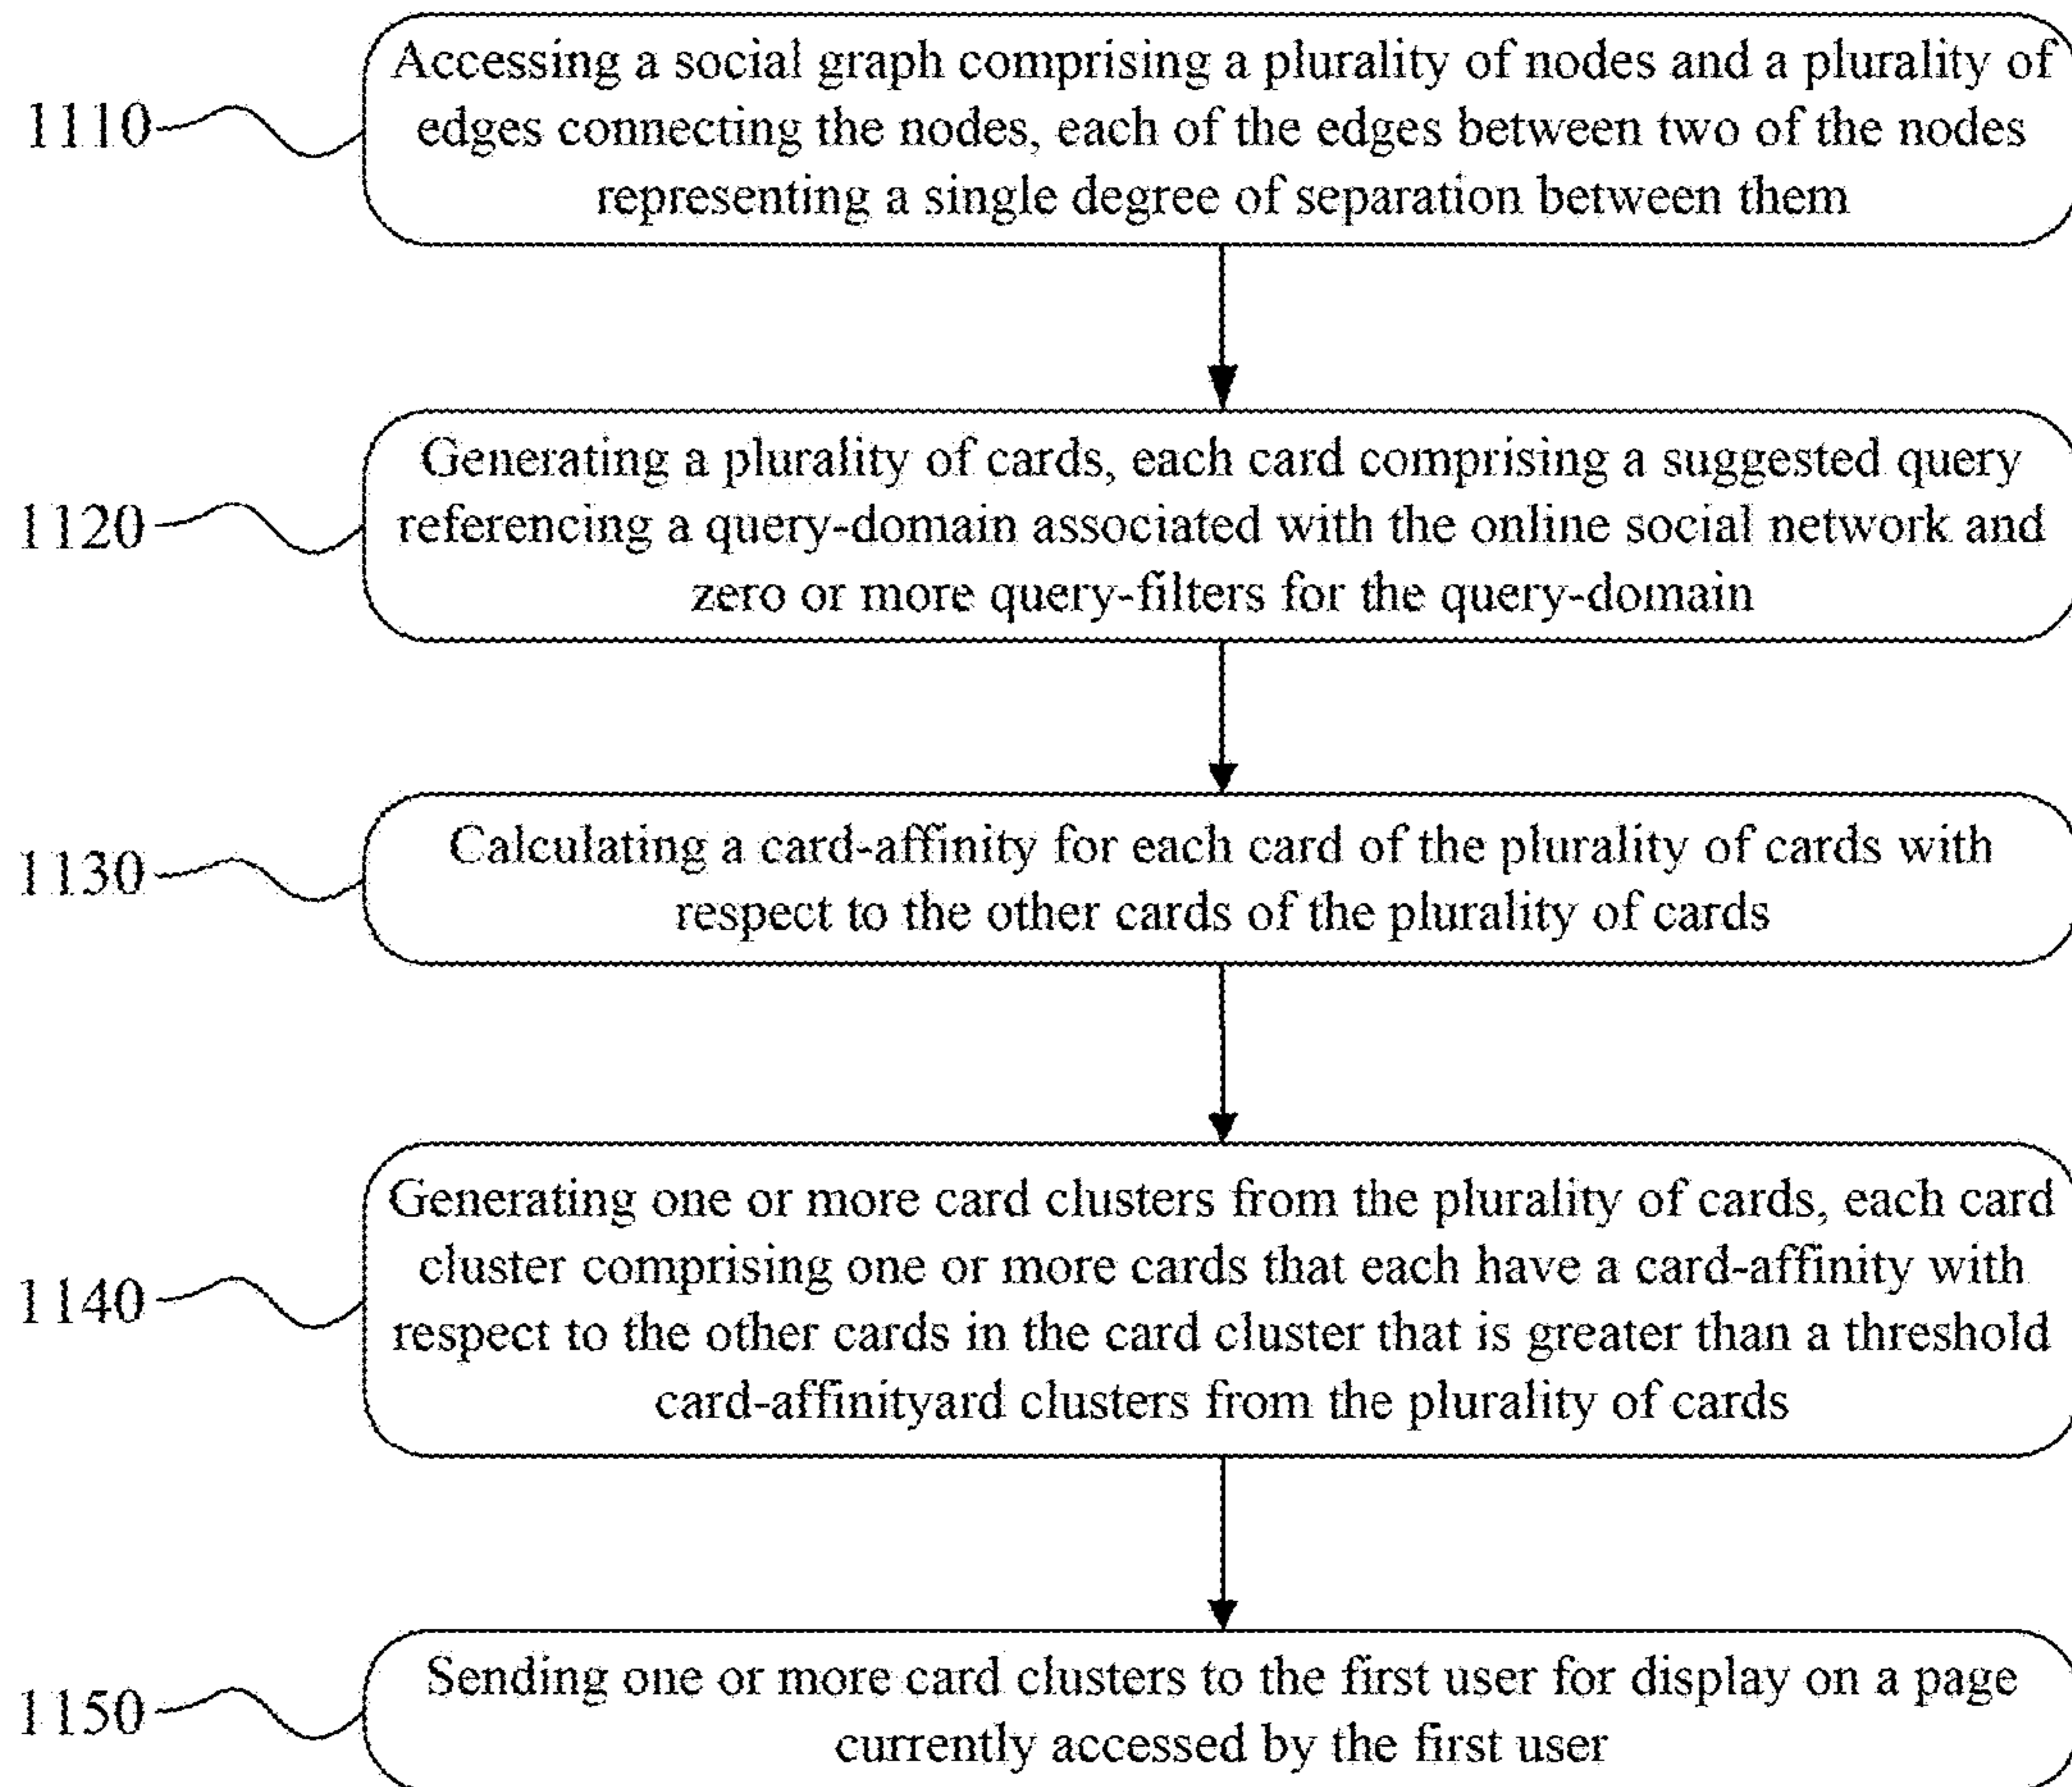 Accessing a social graph comprising a plurality of nodes and a plurality of
1110
edges connecting the nodes, each of the edges between two of the nodes
representing a single degree of separation between them
Generating a plurality of cards, each card comprising a suggested query
1120
referencing a query-domain associated with the online social network and
zero or more query-filters for the query-domain
1130
Calculating a card-affinity for each card of the plurality of cards with
respect to the other cards of the plurality of cards
Generating one or more card clusters from the plurality of cards, each card
cluster comprising one or more cards that each have a card-affinity with
1140
respect to the other cards in the card cluster that is greater than a threshold
card-affinityard clusters from the plurality of cards
1150
Sending one or more card clusters to the first user for display on a page
currently accessed by the first user